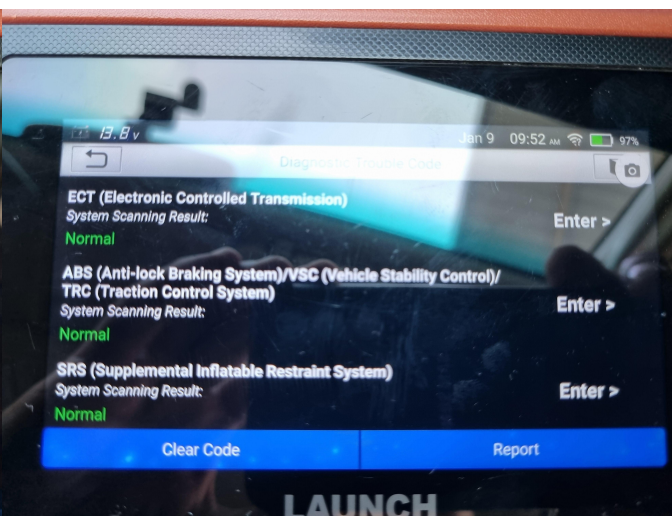 13.8v
Jan 9 09:52 AM 97%
Diagnostic Trouble Code
ECT (Electronic Controlled Transmission)
System Scanning Result:
Enter >
Normal
ABS (Anti-lock Braking System)/VSC (Vehicle Stability Control)/
TRC (Traction Control System)
Enter >
System Scanning Result:
Normal
SRS (Supplemental Inflatable Restraint System)
System Scanning Result:
Enter >
Normal
Clear Code
Report
LAUNCH